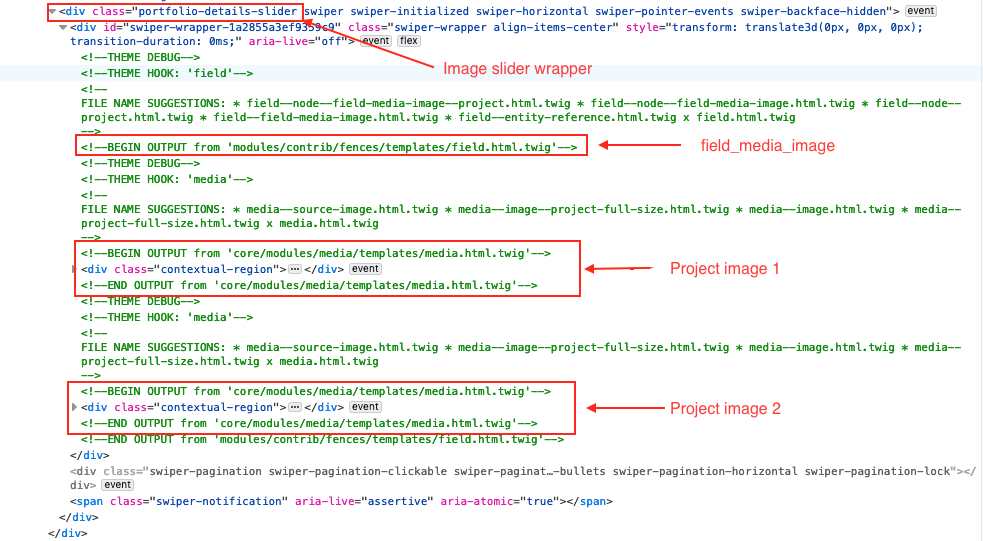 <div class="portfolio-details-slider swiper swiper-initialized swiper-horizontal swiper-pointer-events swiper-backface-hidden"> event
<div id="swiper-wrapper-1a2855a3ef9359c9" class="swiper-wrapper align-items-center" style="transform: translate3d(0px, 0px, 0px);
transition-duration: 0ms;" aria-live="off"> event flex
<!--THEME DEBUG-->
Image slider wrapper
<!--THEME HOOK: 'field'-->
<!--
FILE NAME SUGGESTIONS: * field--node--field-media-image--project.html.twig * field--node--field-media-image.html.twig * field--node--
project.html.twig * field--field-media-image.html.twig * field--entity-reference.html.twig x field.html.twig
-->
<!--BEGIN OUTPUT from 'modules/contrib/fences/templates/field.html.twig'-->
field_media_image
<!--THEME DEBUG-->
<!--THEME HOOK: 'media'-->
<!--
FILE NAME SUGGESTIONS: * media--source-image.html.twig * media--image--project-full-size.html.twig * media--image.html.twig * media--
project-full-size.html.twig x media.html.twig
-->
<!--BEGIN OUTPUT from 'core/modules/media/templates/media.html.twig'-->
<div class="contextual-region"> ••• </div> event
Project image 1
<!--END OUTPUT from 'core/modules/media/templates/media.html.twig'-->
<!--THEME DEBUG-->
<!--THEME HOOK: 'media'-->
<!--
FILE NAME SUGGESTIONS: * media--source-image.html.twig * media--image--project-full-size.html.twig * media--image.html.twig * media--
project-full-size.html.twig x media.html.twig
-->
<!--BEGIN OUTPUT from 'core/modules/media/templates/media.html.twig'-->
<div class="contextual-region"> ••• </div> event
Project image 2
<!--END OUTPUT from 'core/modules/media/templates/media.html.twig'-->
<!--END OUTPUT from 'modules/contrib/fences/templates/field.html.twig'-->
</div>
<div class="swiper-pagination swiper-pagination-clickable swiper-paginat…-bullets swiper-pagination-horizontal swiper-pagination-lock"></
div> event
<span class="swiper-notification" aria-live="assertive" aria-atomic="true"></span>
</div>
</div>